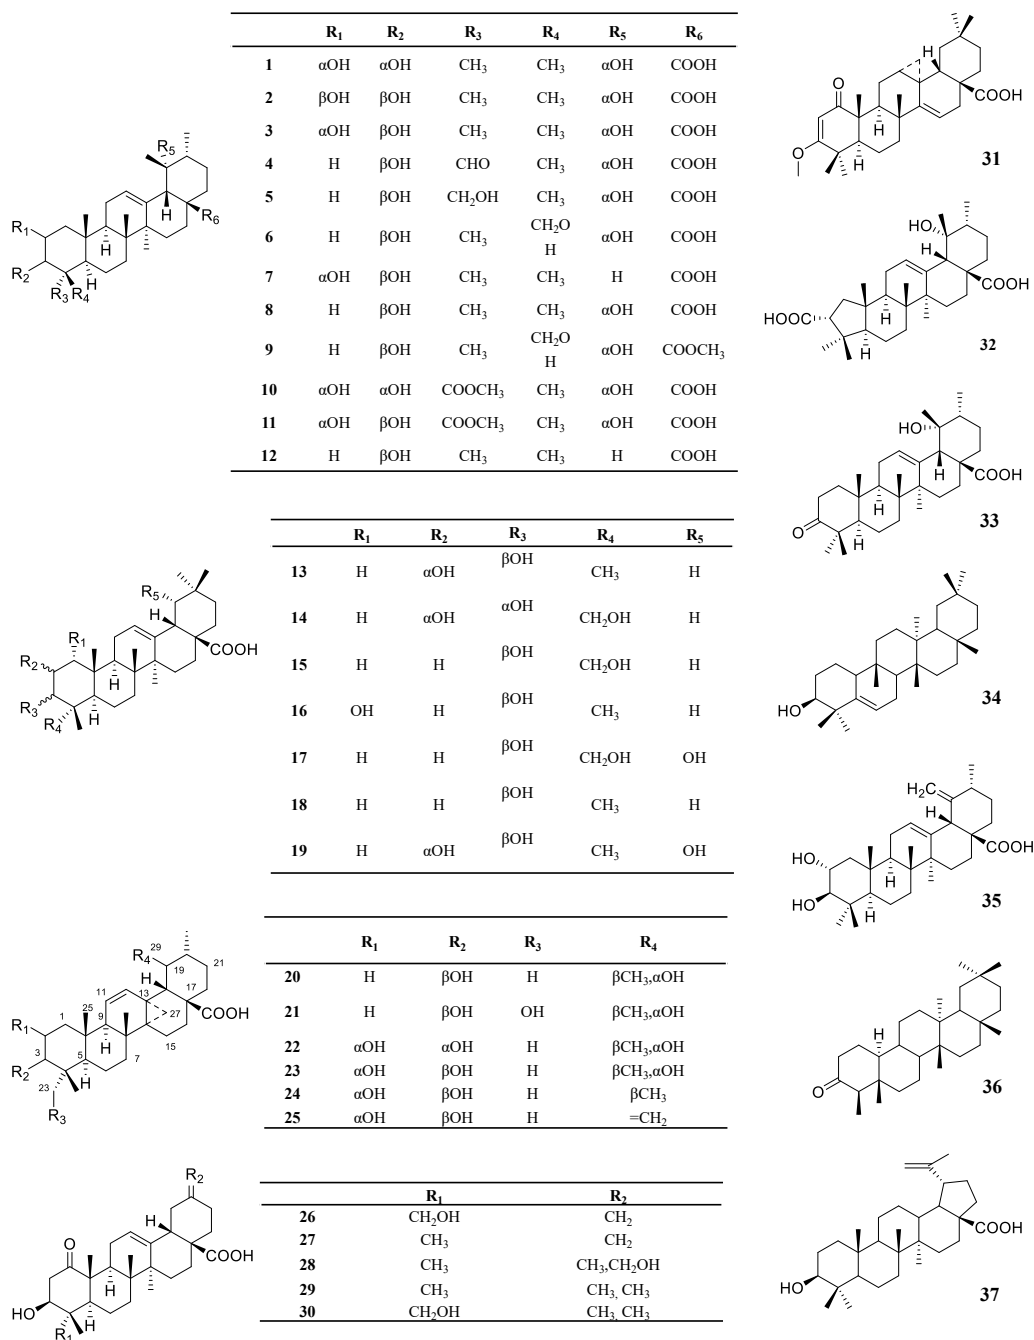 R₁ R₂ R₃ R₄ R₅ R₆
1 αOH αOH CH₃ CH₃ αOH COOH
2 βOH βOH CH₃ CH₃ αOH COOH
3 αOH βOH CH₃ CH₃ αOH COOH
4 H βOH CHO CH₃ αOH COOH
5 H βOH CH₂OH CH₃ αOH COOH
6 H βOH CH₃ CH₂O
H αOH COOH
7 αOH βOH CH₃ CH₃ H COOH
8 H βOH CH₃ CH₃ αOH COOH
9 H βOH CH₃ CH₂O
H αOH COOCH₃
10 αOH αOH COOCH₃ CH₃ αOH COOH
11 αOH βOH COOCH₃ CH₃ αOH COOH
12 H βOH CH₃ CH₃ H COOH
R₅
R₁
R₆
R₂
R₃ R₄
R₁ R₂ R₃ R₄ R₅
13 H αOH βOH CH₃ H
14 H αOH αOH CH₂OH H
15 H H βOH CH₂OH H
16 OH H βOH CH₃ H
17 H H βOH CH₂OH OH
18 H H βOH CH₃ H
19 H αOH βOH CH₃ OH
R₅
H
R₁
COOH
R₂
H
R₃
H
R₄
R₁ R₂ R₃ R₄
20 H βOH H βCH₃,αOH
21 H βOH OH βCH₃,αOH
22 αOH αOH H βCH₃,αOH
23 αOH βOH H βCH₃,αOH
24 αOH βOH H βCH₃
25 αOH βOH H =CH₂
29
R₄
19 21
H
11 13 17
COOH
25 27
R₁ 1 9
H
15
3 5 7
R₂ H
23
R₃
R₁ R₂
26 CH₂OH CH₂
27 CH₃ CH₂
28 CH₃ CH₃,CH₂OH
29 CH₃ CH₃, CH₃
30 CH₂OH CH₃, CH₃
R₂
H
O
COOH
H
HO
H
R₁
H
O
COOH
H
O
31
HO
H
COOH
HOOC
H
H
32
HO
H
COOH
H
O
H
33
HO
34
H₂C
H
COOH
HO
H
HO
H
35
H
O
36
COOH
HO
37
H
H